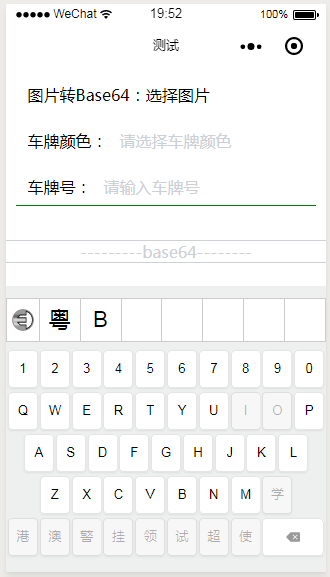 ●●●●● WeChat 19:52 100%
测试
图片转Base64：选择图片
车牌颜色： 请选择车牌颜色
车牌号： 请输入车牌号
---------base64--------
粤 B
1 2 3 4 5 6 7 8 9 0
Q W E R T Y U I O P
A S D F G H J K L
Z X C V B N M 学
港 澳 警 挂 领 试 超 使